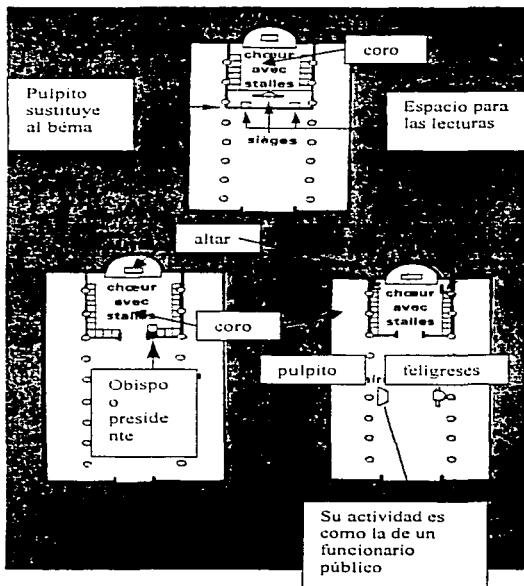 chœur
avec
stalles
coro
Pulpito
sustituye
al bema
Espacio para
las lecturas
sièges
altar
chœur
avec
stalles
coro
Obispo
o
preside
nte
chœur
avec
stalles
pulpito
feligreses
Su actividad es
como la de un
funcionario
público